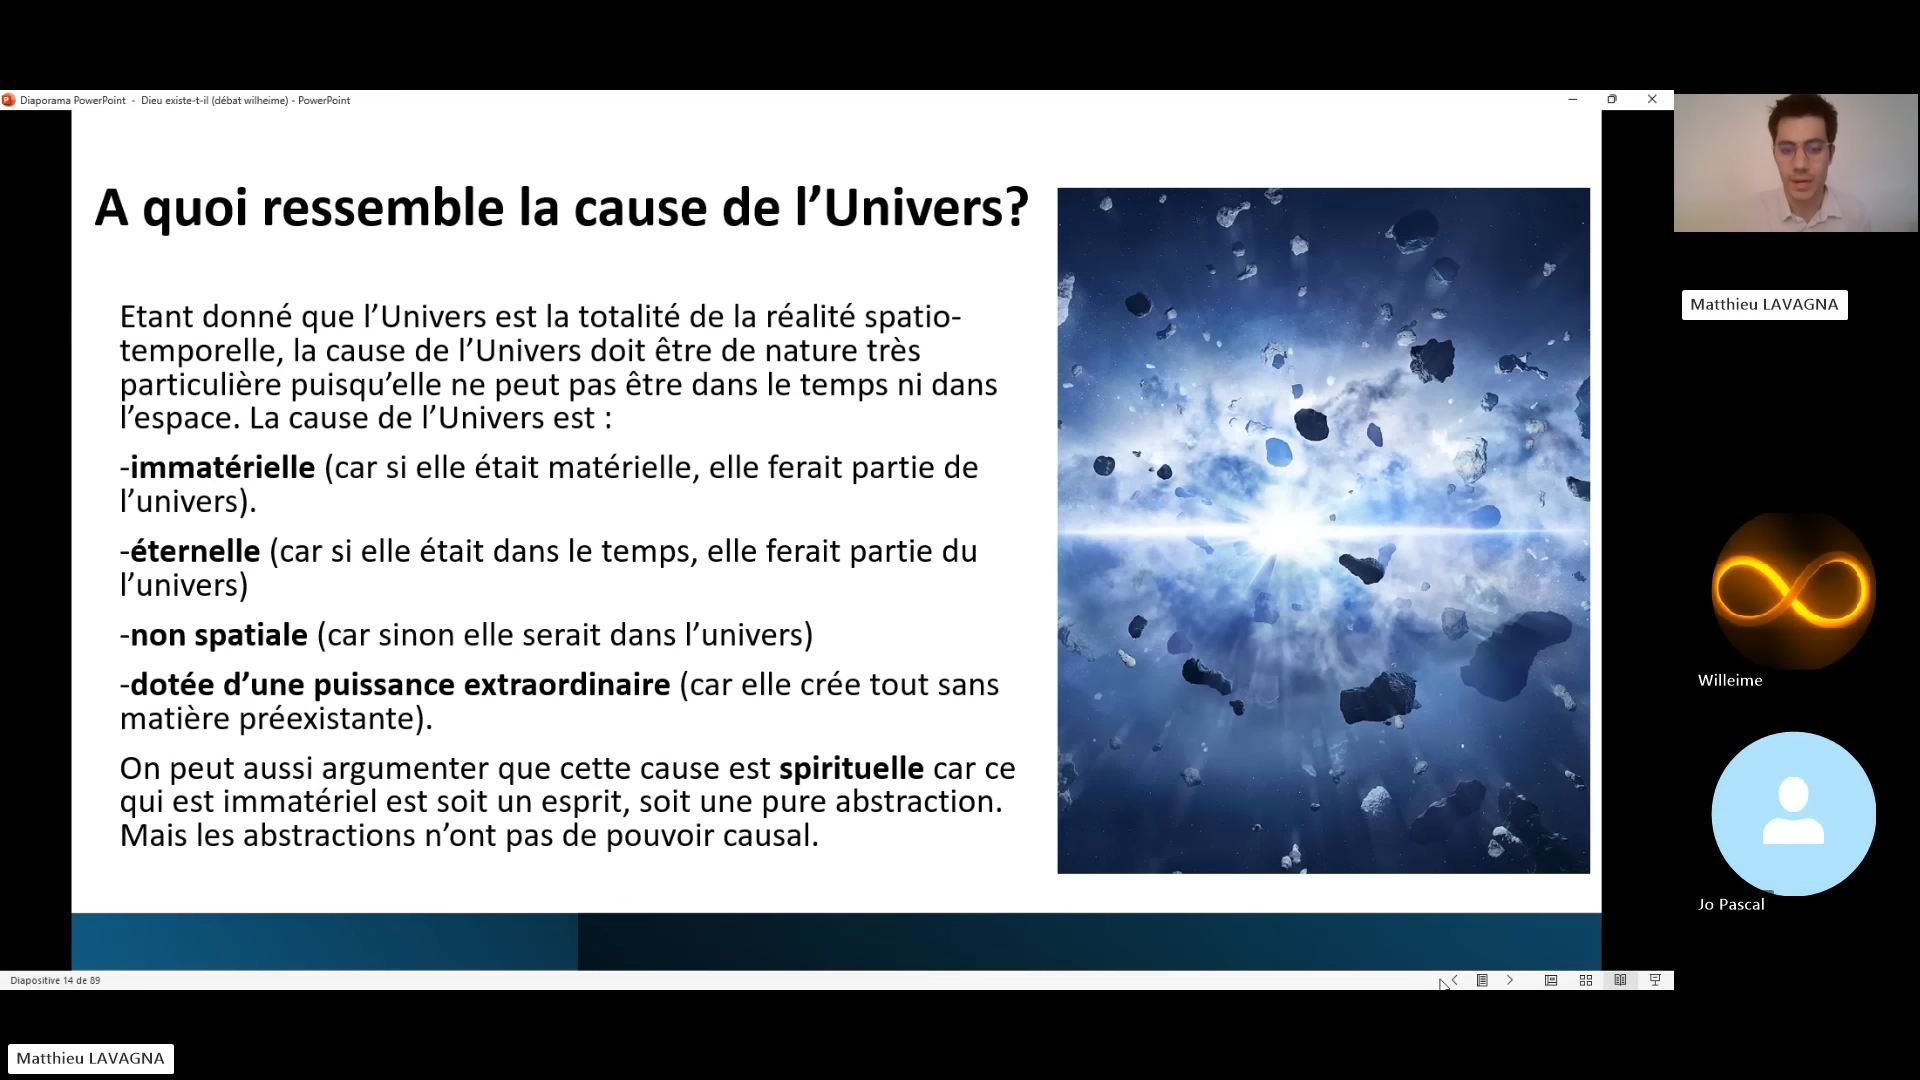 Diaporama PowerPoint - Dieu existe-t-il (débat wilheime) - PowerPoint
A quoi ressemble la cause de l’Univers?
Etant donné que l’Univers est la totalité de la réalité spatio-
temporelle, la cause de l’Univers doit être de nature très
particulière puisqu’elle ne peut pas être dans le temps ni dans
l’espace. La cause de l’Univers est :
-immatérielle (car si elle était matérielle, elle ferait partie de
l’univers).
-éternelle (car si elle était dans le temps, elle ferait partie du
l’univers)
-non spatiale (car sinon elle serait dans l’univers)
-dotée d’une puissance extraordinaire (car elle crée tout sans
matière préexistante).
On peut aussi argumenter que cette cause est spirituelle car ce
qui est immatériel est soit un esprit, soit une pure abstraction.
Mais les abstractions n’ont pas de pouvoir causal.
Diapositive 14 de 89
Matthieu LAVAGNA
Willeime
Jo Pascal
Matthieu LAVAGNA